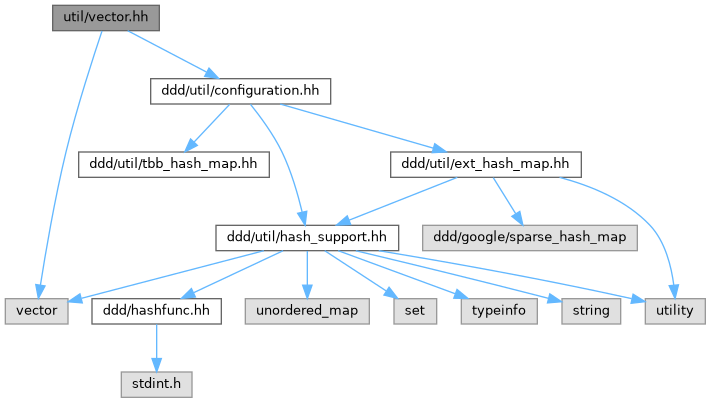 util/vector.hh
ddd/util/configuration.hh
ddd/util/tbb_hash_map.hh
ddd/util/ext_hash_map.hh
ddd/util/hash_support.hh
ddd/google/sparse_hash_map
vector
ddd/hashfunc.hh
unordered_map
set
typeinfo
string
utility
stdint.h